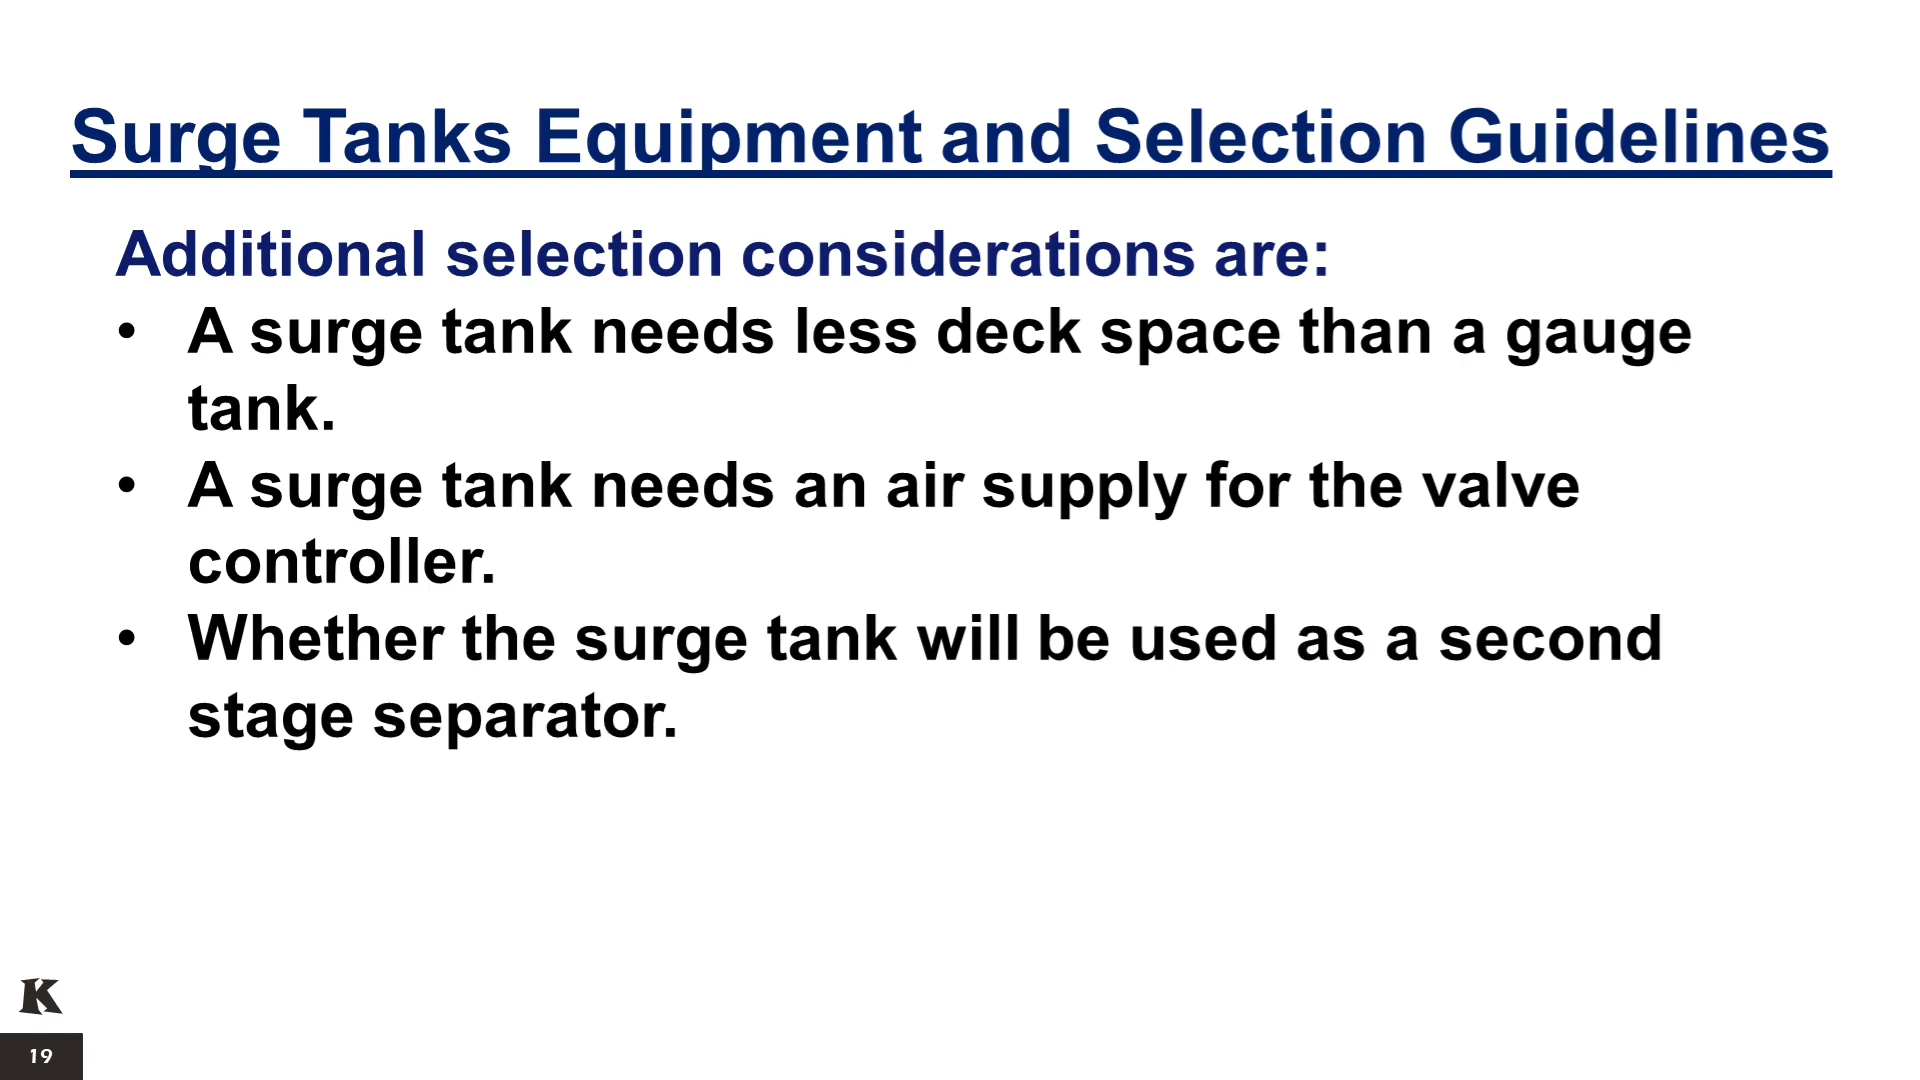 Surge Tanks Equipment and Selection Guidelines
Additional selection considerations are:
• A surge tank needs less deck space than a gauge
tank.
• A surge tank needs an air supply for the valve
controller.
• Whether the surge tank will be used as a second
stage separator.
K
19